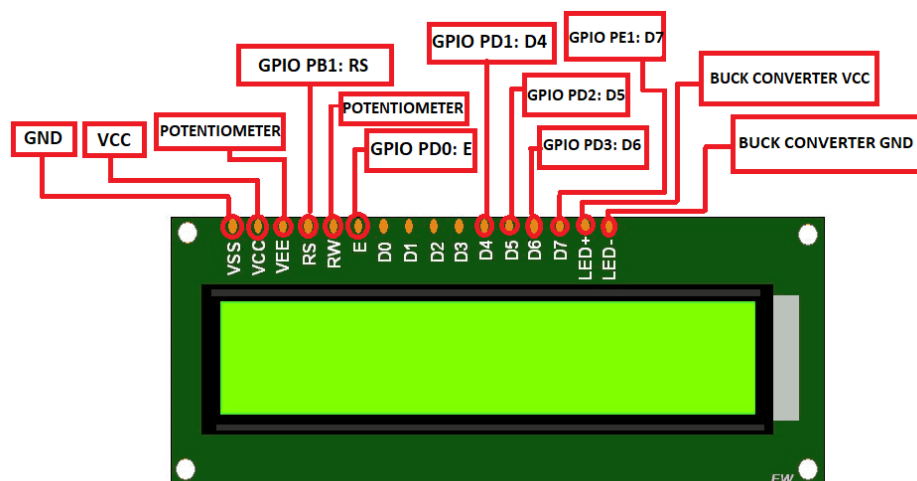 GPIO PD1: D4
GPIO PE1: D7
GPIO PB1: RS
BUCK CONVERTER VCC
GPIO PD2: D5
POTENTIOMETER
POTENTIOMETER
GND
VCC
GPIO PD0: E
GPIO PD3: D6
BUCK CONVERTER GND
VSS
VCC
VEE
RS
RW
E
D0
D1
D2
D3
D4
D5
D6
D7
LED+
LED-
EW